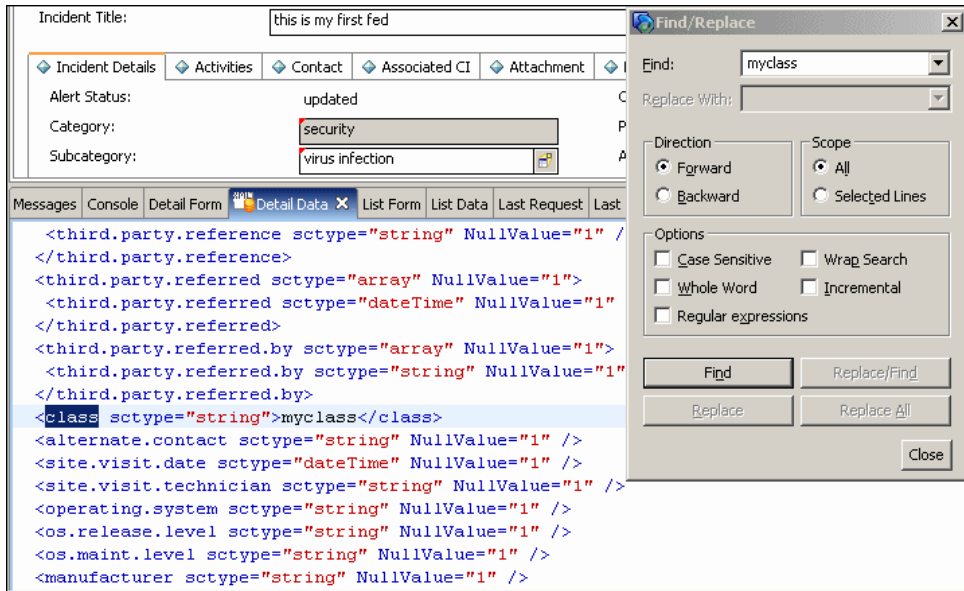 Incident Title: this is my first fed
Incident Details Activities Contact Associated CI Attachment
Alert Status: updated
Category: security
Subcategory: virus infection
Messages Console Detail Form Detail Data List Form List Data Last Request Last
<third.party.reference sctype="string" NullValue="1" /
</third.party.reference>
<third.party.referred sctype="array" NullValue="1">
<third.party.referred sctype="dateTime" NullValue="1"
</third.party.referred>
<third.party.referred.by sctype="array" NullValue="1">
<third.party.referred.by sctype="string" NullValue="1"
</third.party.referred.by>
<class sctype="string">myclass</class>
<alternate.contact sctype="string" NullValue="1" />
<site.visit.date sctype="dateTime" NullValue="1" />
<site.visit.technician sctype="string" NullValue="1" />
<operating.system sctype="string" NullValue="1" />
<os.release.level sctype="string" NullValue="1" />
<os.maint.level sctype="string" NullValue="1" />
<manufacturer sctype="string" NullValue="1" />
Find/Replace
Find: myclass
Replace With:
Direction Scope
Forward All
Backward Selected Lines
Options
Case Sensitive Wrap Search
Whole Word Incremental
Regular expressions
Find Replace/Find
Replace Replace All
Close